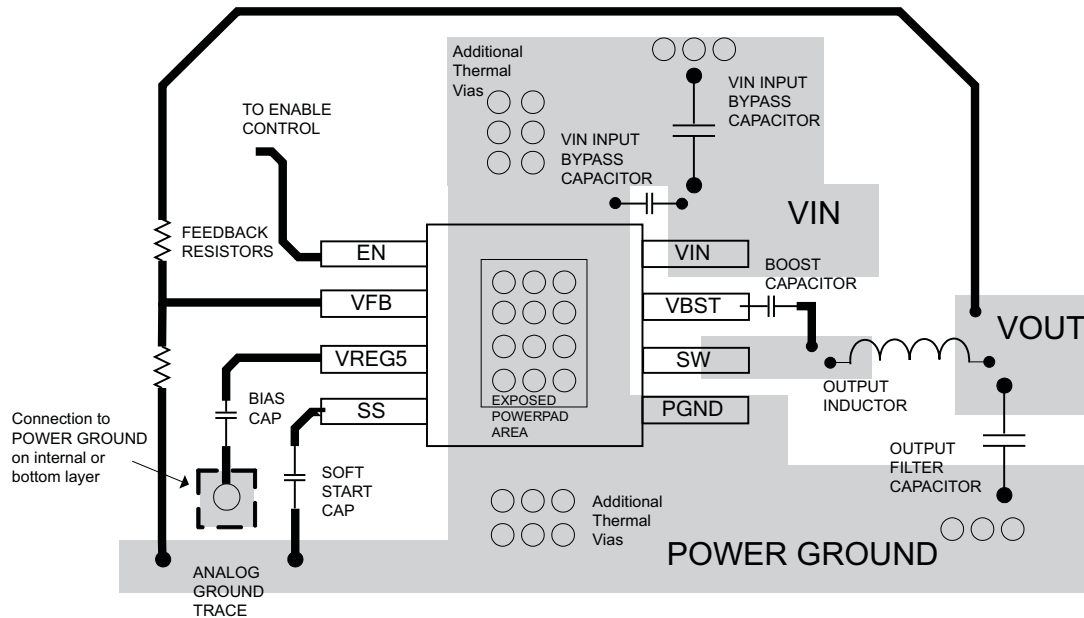 Additional
Thermal
Vias
VIN INPUT
BYPASS
CAPACITOR
TO ENABLE
CONTROL
VIN INPUT
BYPASS
CAPACITOR
VIN
FEEDBACK
RESISTORS
EN
VIN
BOOST
CAPACITOR
VFB
VBST
VOUT
VREG5
SW
BIAS
CAP
OUTPUT
INDUCTOR
SS
EXPOSED
POWERPAD
AREA
PGND
Connection to
POWER GROUND
on internal or
bottom layer
SOFT
START
CAP
OUTPUT
FILTER
CAPACITOR
Additional
Thermal
Vias
POWER GROUND
ANALOG
GROUND
TRACE